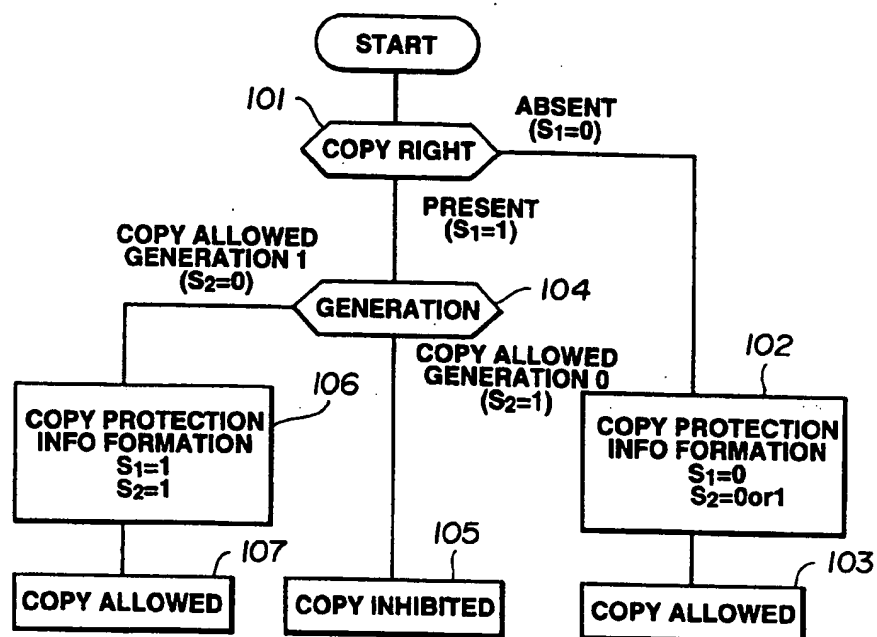 START
101
COPY RIGHT
ABSENT
(S1=0)
PRESENT
(S1=1)
COPY ALLOWED
GENERATION 1
(S2=0)
GENERATION
104
COPY ALLOWED
GENERATION 0
(S2=1)
106
COPY PROTECTION
INFO FORMATION
S1=1
S2=1
102
COPY PROTECTION
INFO FORMATION
S1=0
S2=0or1
107
COPY ALLOWED
105
COPY INHIBITED
103
COPY ALLOWED